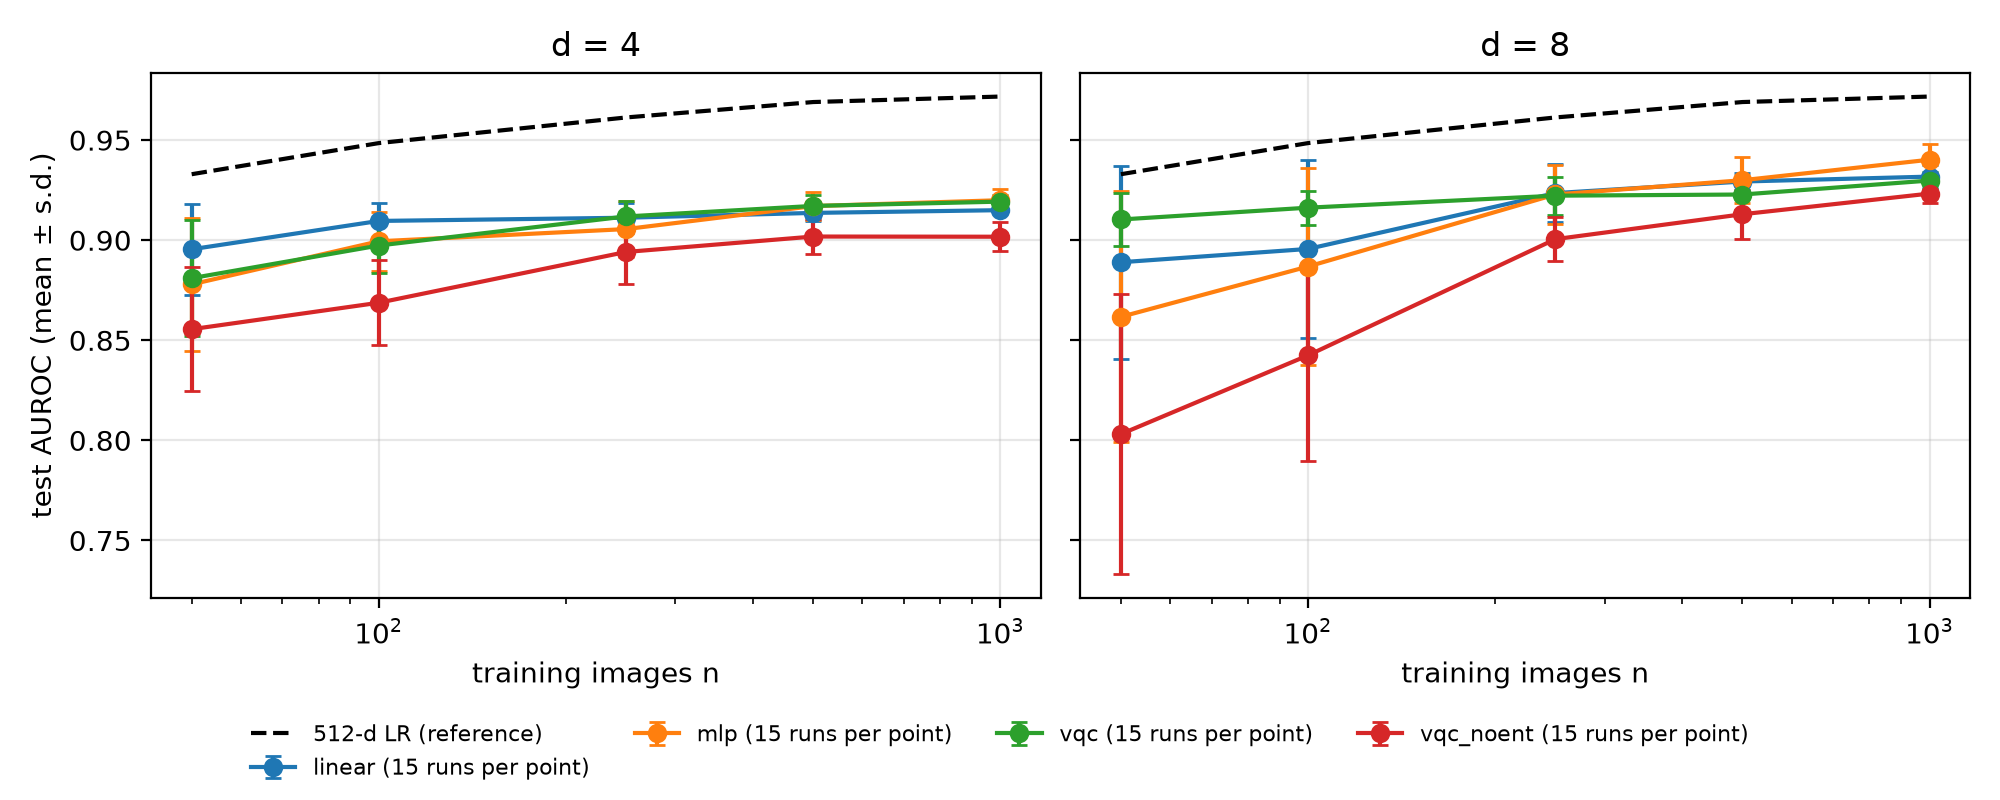 d = 4
d = 8
test AUROC (mean ± s.d.)
0.95
0.90
0.85
0.80
0.75
10²
10³
10²
10³
training images n
training images n
512-d LR (reference)
linear (15 runs per point)
mlp (15 runs per point)
vqc (15 runs per point)
vqc_noent (15 runs per point)